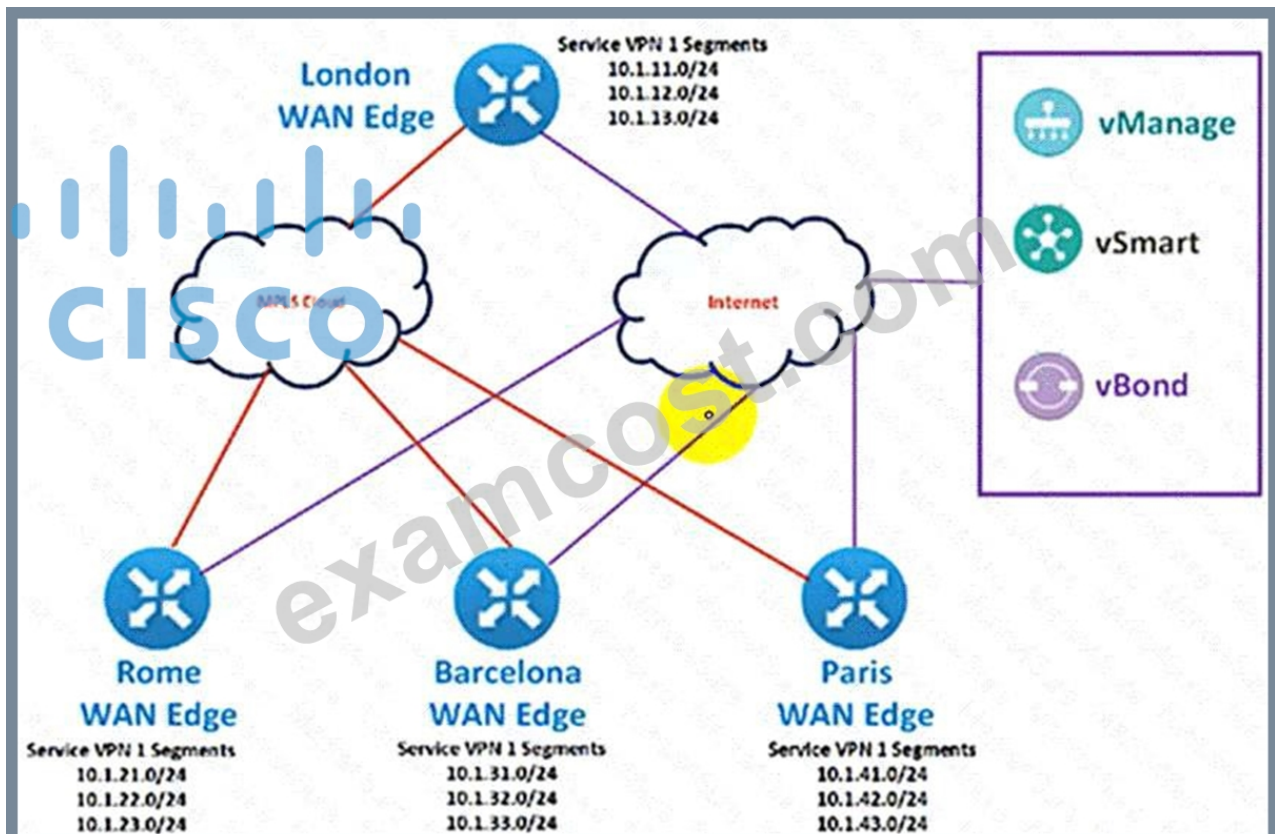 Service VPN 1 Segments
10.1.11.0/24
10.1.12.0/24
10.1.13.0/24
London
WAN Edge
vManage
vSmart
vBond
CISCO
MPLS Cloud
Internet
examcost.com
Rome
WAN Edge
Service VPN 1 Segments
10.1.21.0/24
10.1.22.0/24
10.1.23.0/24
Barcelona
WAN Edge
Service VPN 1 Segments
10.1.31.0/24
10.1.32.0/24
10.1.33.0/24
Paris
WAN Edge
Service VPN 1 Segments
10.1.41.0/24
10.1.42.0/24
10.1.43.0/24